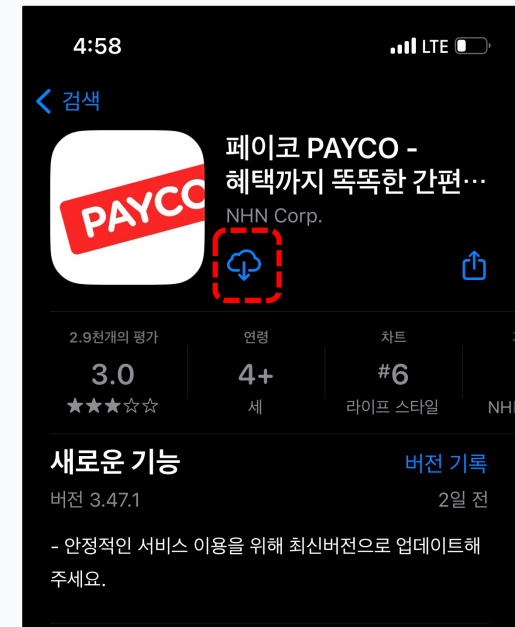 4:58 LTE
검색
PAYCO
페이코 PAYCO -
혜택까지 똑똑한 간편…
NHN Corp.
2.9천개의 평가 연령 차트
3.0 4+ #6
★★★☆☆ 세 라이프 스타일 NH
새로운 기능 버전 기록
버전 3.47.1 2일 전
- 안정적인 서비스 이용을 위해 최신버전으로 업데이트해
주세요.